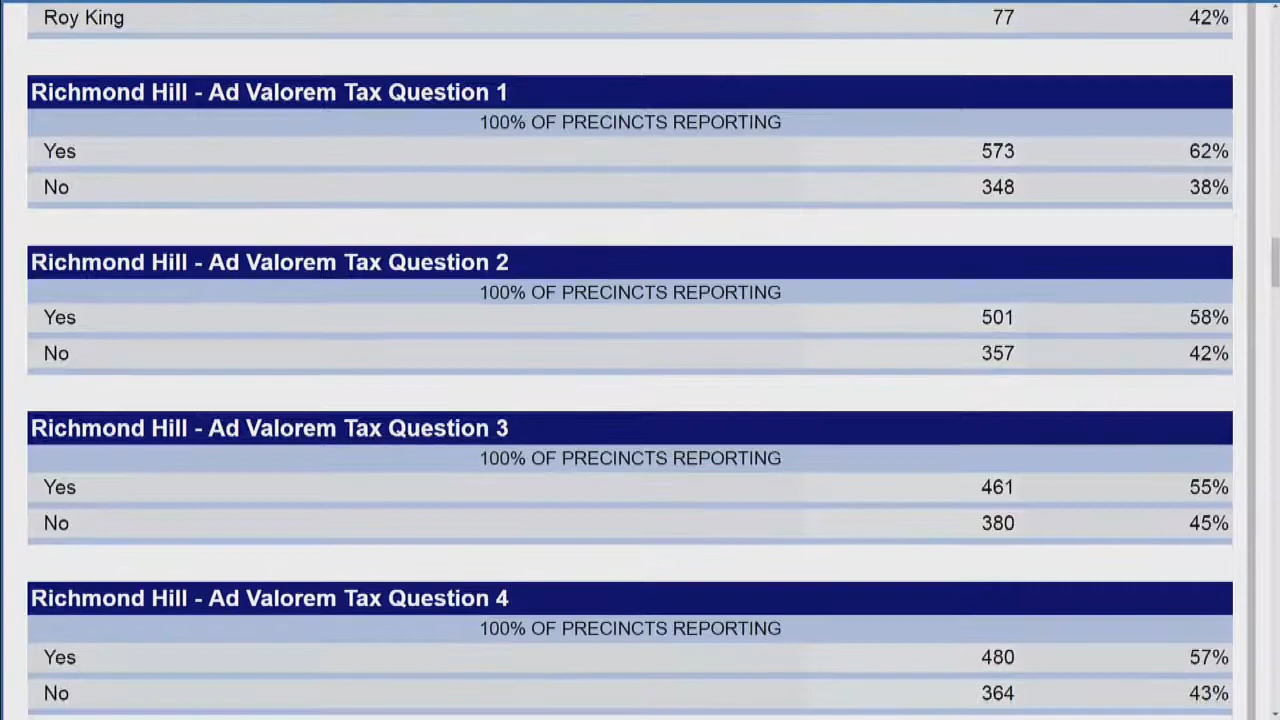 Roy King 77 42%
Richmond Hill - Ad Valorem Tax Question 1
100% OF PRECINCTS REPORTING
Yes 573 62%
No 348 38%
Richmond Hill - Ad Valorem Tax Question 2
100% OF PRECINCTS REPORTING
Yes 501 58%
No 357 42%
Richmond Hill - Ad Valorem Tax Question 3
100% OF PRECINCTS REPORTING
Yes 461 55%
No 380 45%
Richmond Hill - Ad Valorem Tax Question 4
100% OF PRECINCTS REPORTING
Yes 480 57%
No 364 43%